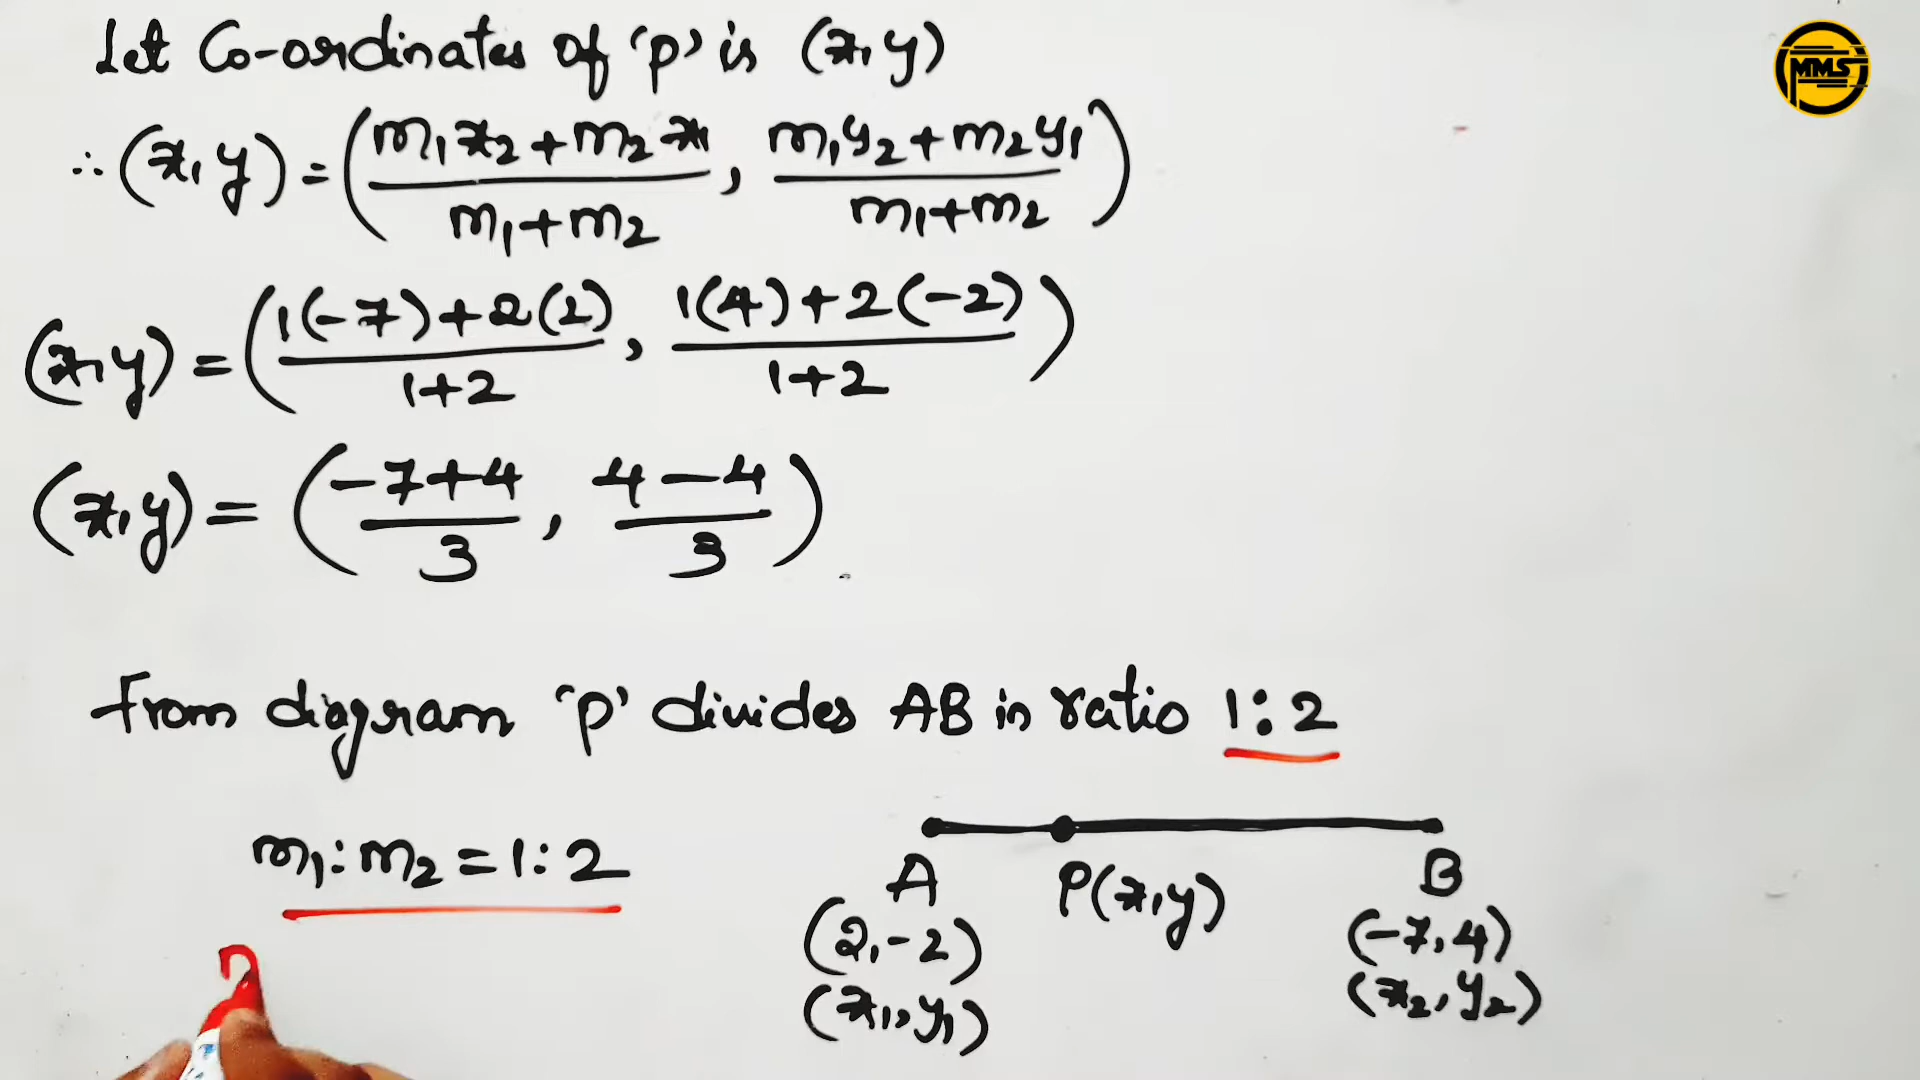 Let Co-ordinates of 'p' is (x, y)
MMS
∴ (x, y) = ( m₁x₂ + m₂x₁ / m₁ + m₂ , m₁y₂ + m₂y₁ / m₁ + m₂ )
(x, y) = ( 1(-7) + 2(2) / 1+2 , 1(4) + 2(-2) / 1+2 )
(x, y) = ( -7+4 / 3 , 4-4 / 3 )
From diagram 'p' divides AB in ratio 1:2
m₁:m₂ = 1:2
A P(x, y) B
(2, -2) (-7, 4)
(x₁, y₁) (x₂, y₂)